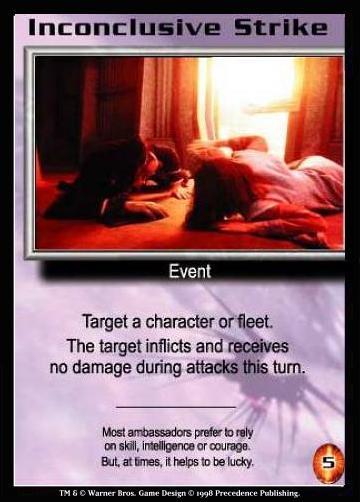 Inconclusive Strike
Event
Target a character or fleet.
The target inflicts and receives
no damage during attacks this turn.
Most ambassadors prefer to rely
on skill, intelligence or courage.
But, at times, it helps to be lucky.
5
TM & © Warner Bros. Game Design © 1998 Precedence Publishing.